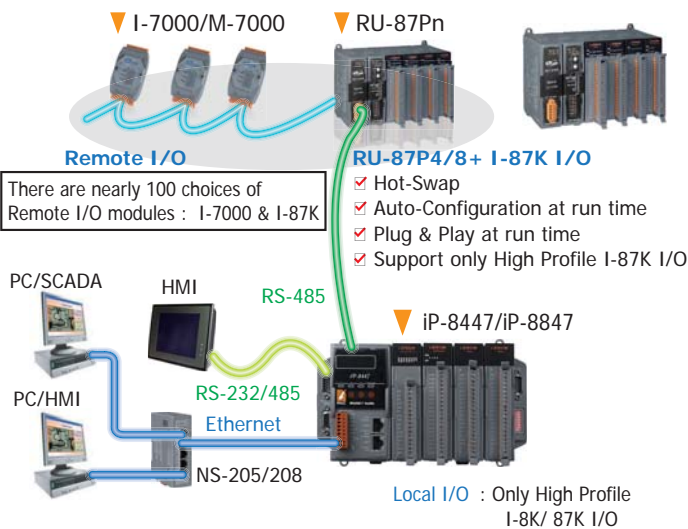 I-7000/M-7000
RU-87Pn
Remote I/O
There are nearly 100 choices of
Remote I/O modules : I-7000 & I-87K
RU-87P4/8+ I-87K I/O
Hot-Swap
Auto-Configuration at run time
Plug & Play at run time
Support only High Profile I-87K I/O
PC/SCADA
HMI
RS-485
iP-8447/iP-8847
iP-8447
RS-232/485
PC/HMI
Ethernet
NS-205/208
Local I/O : Only High Profile
I-8K/ 87K I/O